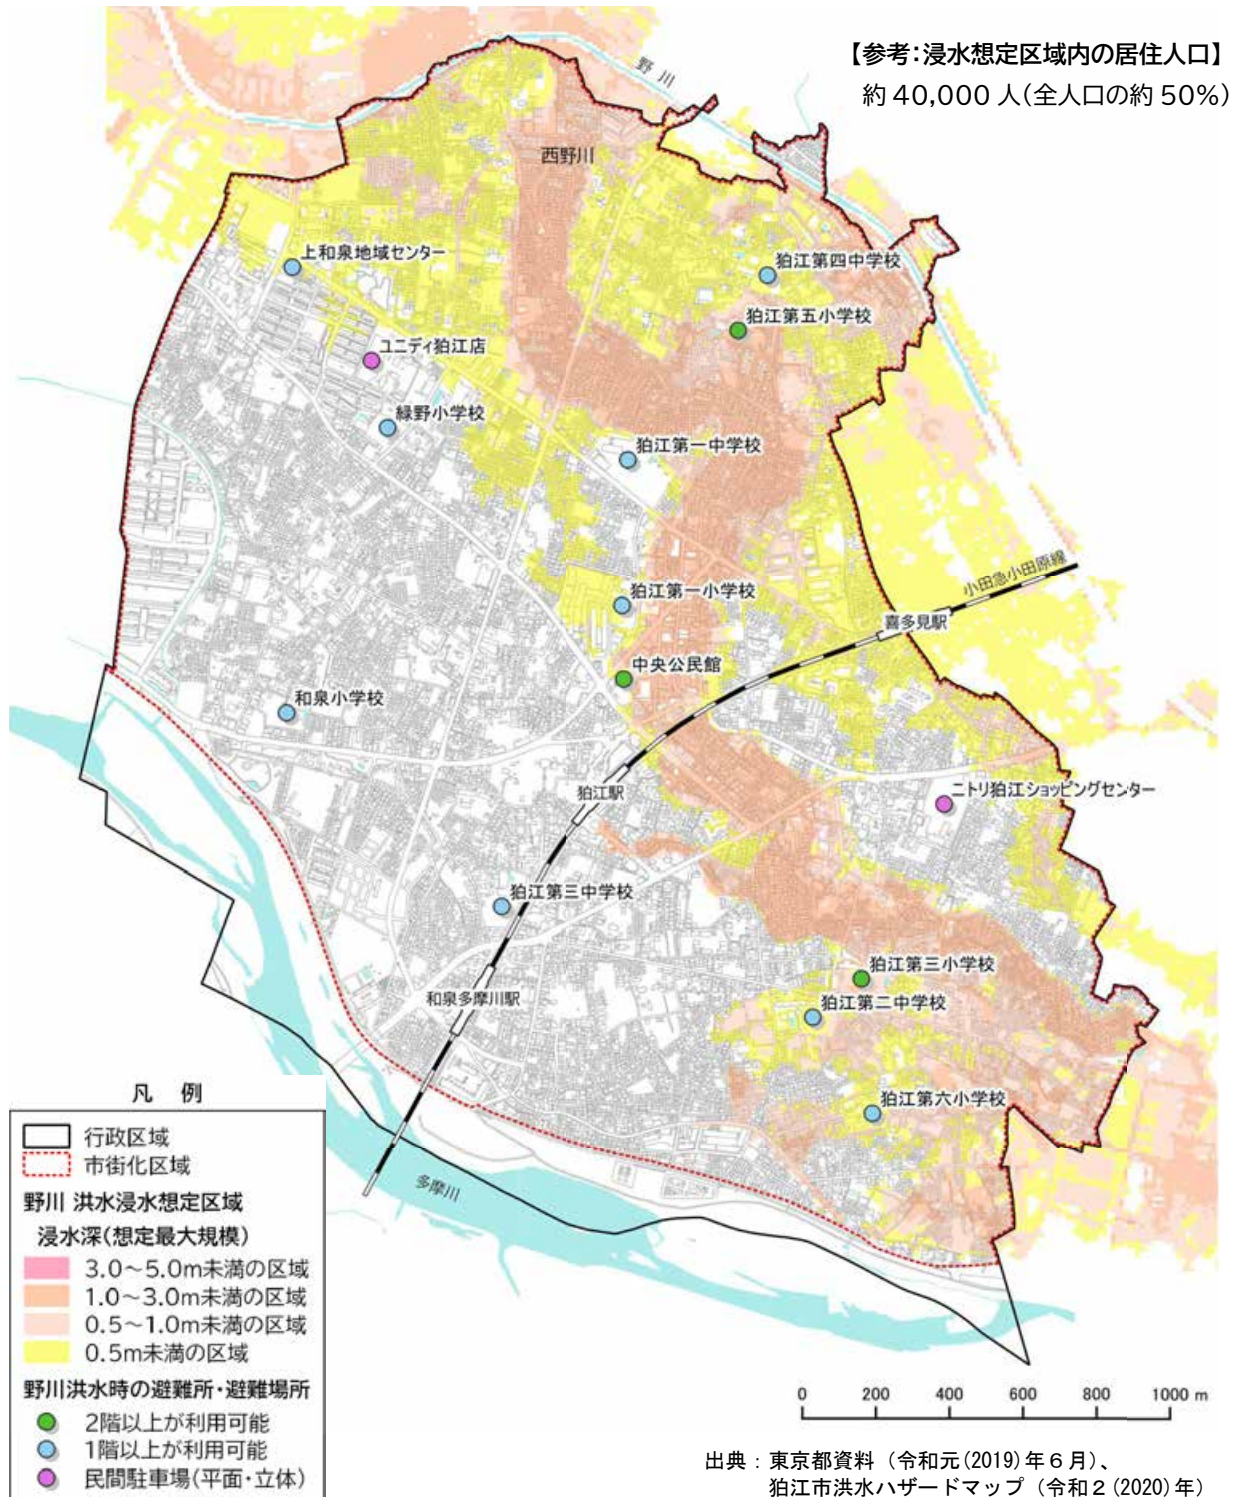 【参考：浸水想定区域内の居住人口】
約 40,000 人（全人口の約 50%）
野川
西野川
上和泉地域センター
狛江第四中学校
狛江第五小学校
ユニディ狛江店
緑野小学校
狛江第一中学校
小田急小田原線
狛江第一小学校
喜多見駅
中央公民館
和泉小学校
狛江駅
ニトリ狛江ショッピングセンター
狛江第三中学校
狛江第三小学校
和泉多摩川駅
狛江第二中学校
狛江第六小学校
多摩川
凡 例
行政区域
市街化区域
野川 洪水浸水想定区域
浸水深（想定最大規模）
3.0～5.0m未満の区域
1.0～3.0m未満の区域
0.5～1.0m未満の区域
0.5m未満の区域
野川洪水時の避難所・避難場所
2階以上が利用可能
1階以上が利用可能
民間駐車場（平面・立体）
0 200 400 600 800 1000 m
出典：東京都資料（令和元(2019)年６月）、
狛江市洪水ハザードマップ（令和２(2020)年）